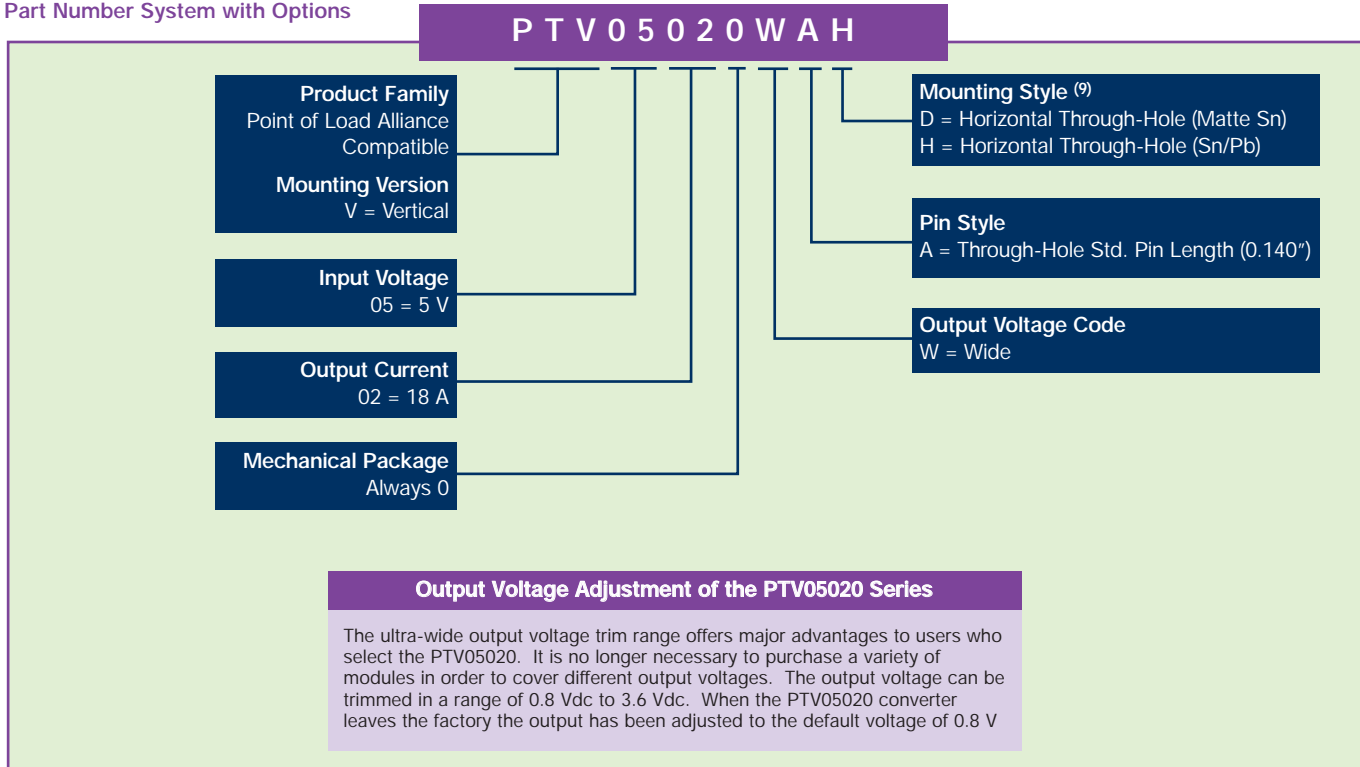 Part Number System with Options
P T V 0 5 0 2 0 W A H
Product Family
Point of Load Alliance
Compatible
Mounting Version
V = Vertical
Input Voltage
05 = 5 V
Output Current
02 = 18 A
Mechanical Package
Always 0
Mounting Style (9)
D = Horizontal Through-Hole (Matte Sn)
H = Horizontal Through-Hole (Sn/Pb)
Pin Style
A = Through-Hole Std. Pin Length (0.140”)
Output Voltage Code
W = Wide
Output Voltage Adjustment of the PTV05020 Series
The ultra-wide output voltage trim range offers major advantages to users who
select the PTV05020. It is no longer necessary to purchase a variety of
modules in order to cover different output voltages. The output voltage can be
trimmed in a range of 0.8 Vdc to 3.6 Vdc. When the PTV05020 converter
leaves the factory the output has been adjusted to the default voltage of 0.8 V